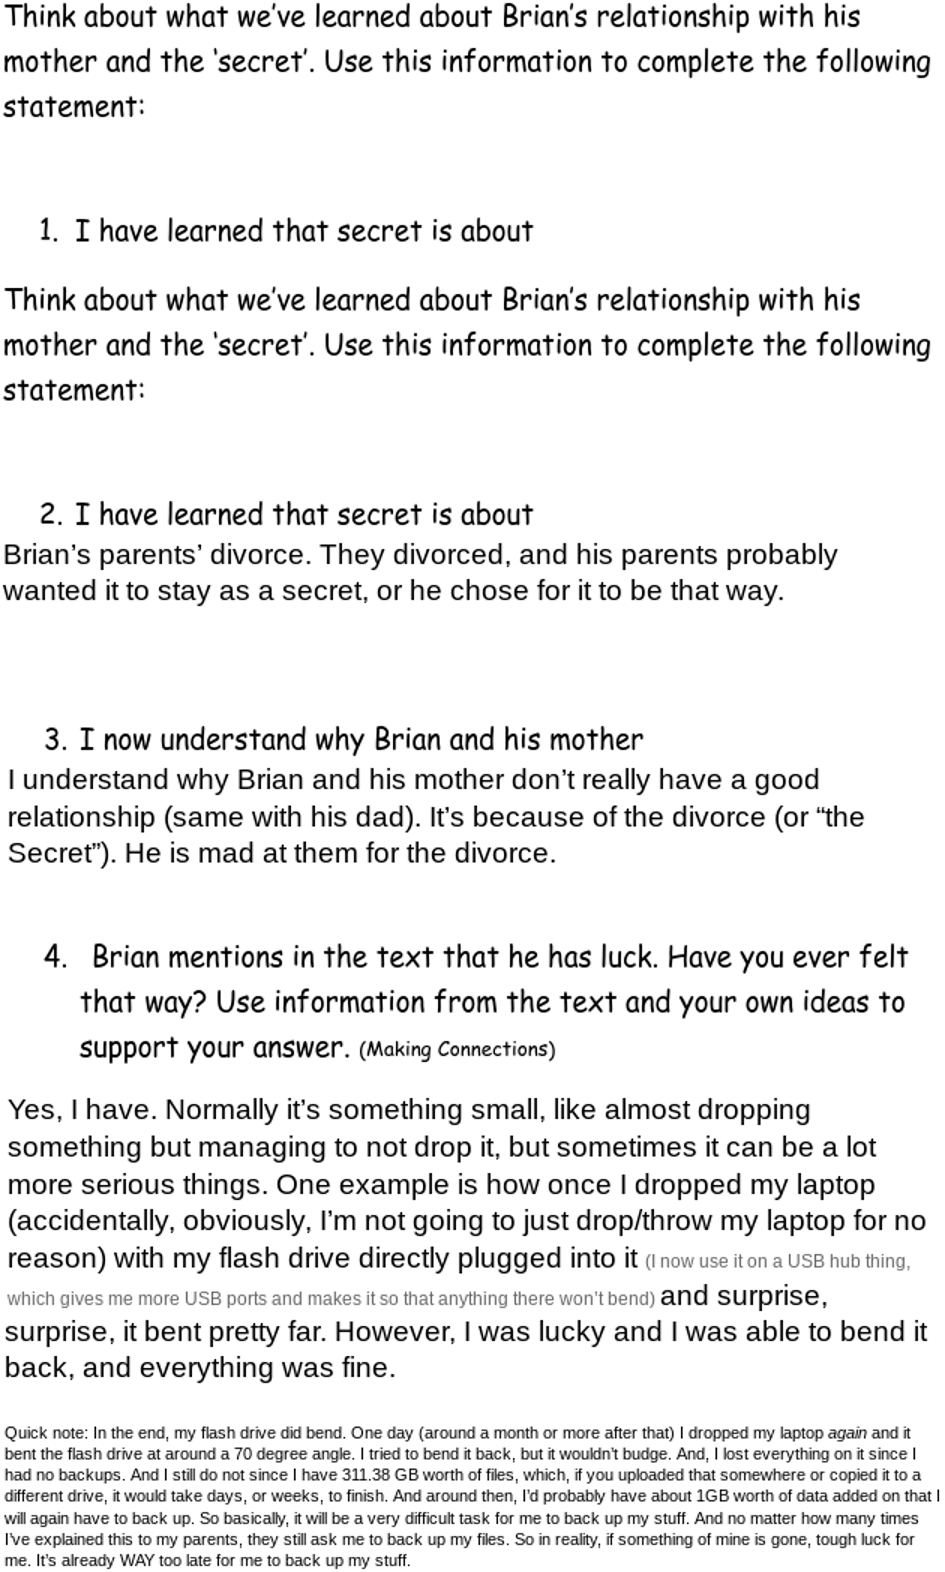 Think about what we've learned about Brian's relationship with his
mother and the ‘secret’. Use this information to complete the following
statement:
1. I have learned that secret is about
Think about what we've learned about Brian's relationship with his
mother and the ‘secret’. Use this information to complete the following
statement:
2. I have learned that secret is about
Brian’s parents’ divorce. They divorced, and his parents probably
wanted it to stay as a secret, or he chose for it to be that way.
3. I now understand why Brian and his mother
I understand why Brian and his mother don’t really have a good
relationship (same with his dad). It’s because of the divorce (or “the
Secret”). He is mad at them for the divorce.
4. Brian mentions in the text that he has luck. Have you ever felt
that way? Use information from the text and your own ideas to
support your answer. (Making Connections)
Yes, I have. Normally it’s something small, like almost dropping
something but managing to not drop it, but sometimes it can be a lot
more serious things. One example is how once I dropped my laptop
(accidentally, obviously, I’m not going to just drop/throw my laptop for no
reason) with my flash drive directly plugged into it (I now use it on a USB hub thing,
which gives me more USB ports and makes it so that anything there won’t bend) and surprise,
surprise, it bent pretty far. However, I was lucky and I was able to bend it
back, and everything was fine.
Quick note: In the end, my flash drive did bend. One day (around a month or more after that) I dropped my laptop again and it
bent the flash drive at around a 70 degree angle. I tried to bend it back, but it wouldn’t budge. And, I lost everything on it since I
had no backups. And I still do not since I have 311.38 GB worth of files, which, if you uploaded that somewhere or copied it to a
different drive, it would take days, or weeks, to finish. And around then, I’d probably have about 1GB worth of data added on that I
will again have to back up. So basically, it will be a very difficult task for me to back up my stuff. And no matter how many times
I’ve explained this to my parents, they still ask me to back up my files. So in reality, if something of mine is gone, tough luck for
me. It’s already WAY too late for me to back up my stuff.